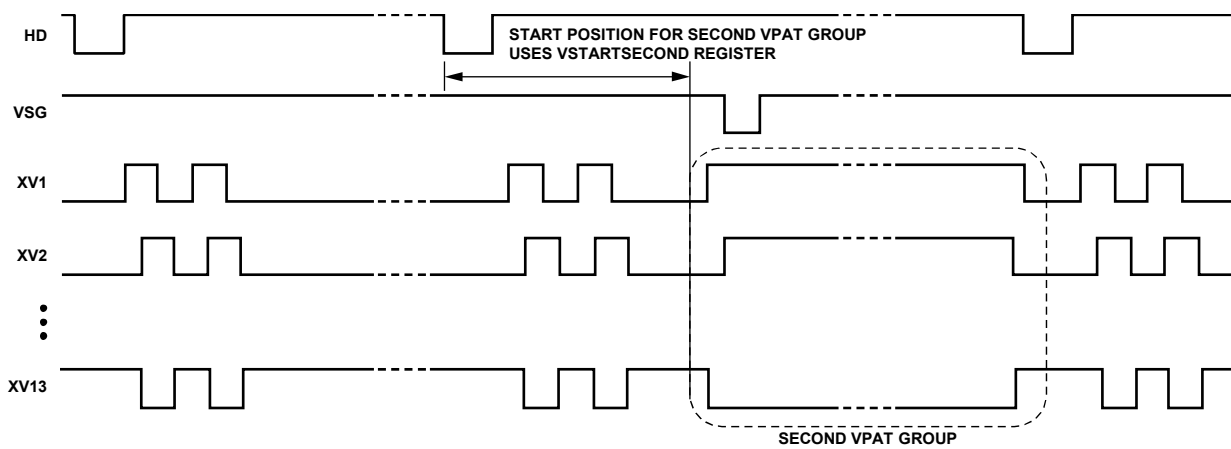 HD
START POSITION FOR SECOND VPAT GROUP
USES VSTARTSECOND REGISTER
VSG
XV1
XV2
XV13
SECOND VPAT GROUP